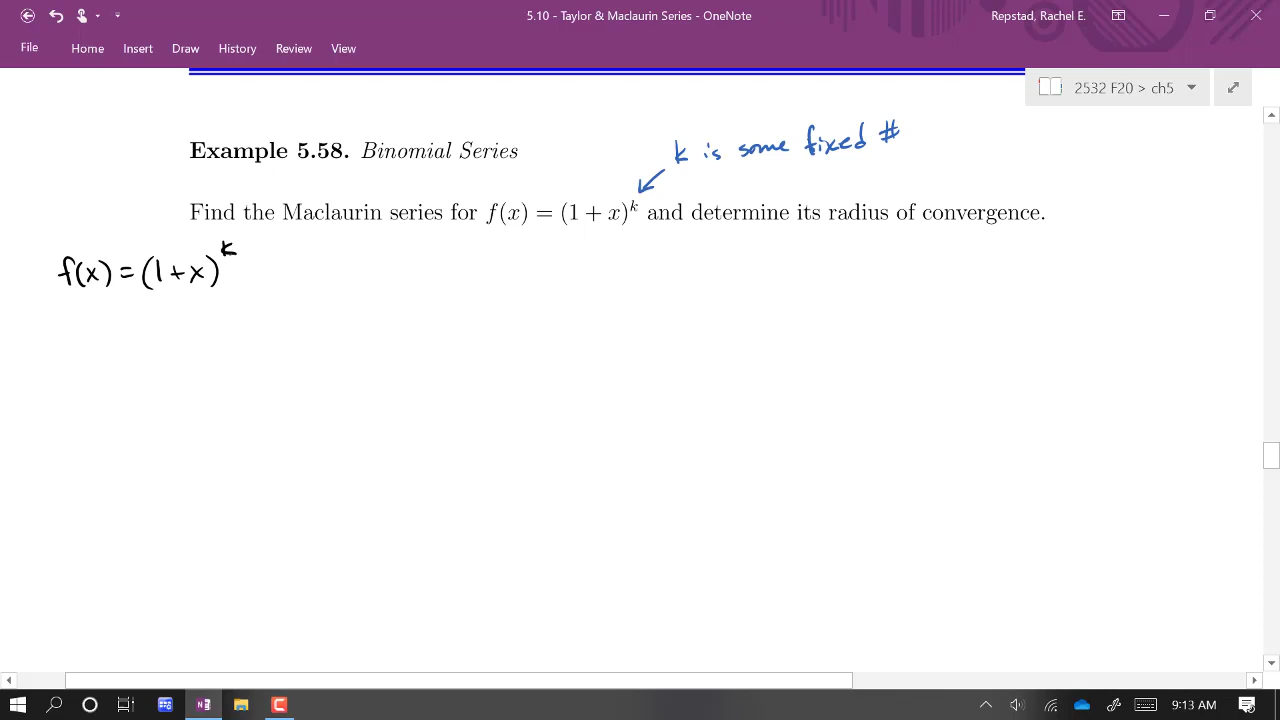 5.10 - Taylor & Maclaurin Series - OneNote
Repstad, Rachel E.
File Home Insert Draw History Review View
2532 F20 > ch5
k is some fixed #
Example 5.58. Binomial Series
Find the Maclaurin series for f(x) = (1 + x)^k and determine its radius of convergence.
f(x) = (1+x)^k
9:13 AM